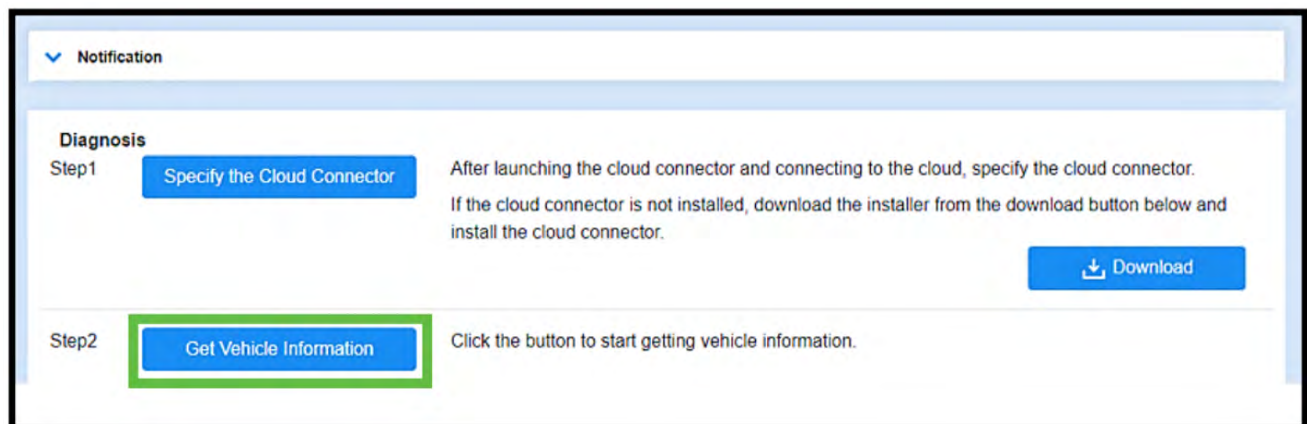 Notification
Diagnosis
Step1
Specify the Cloud Connector
After launching the cloud connector and connecting to the cloud, specify the cloud connector.
If the cloud connector is not installed, download the installer from the download button below and
install the cloud connector.
Download
Step2
Get Vehicle Information
Click the button to start getting vehicle information.